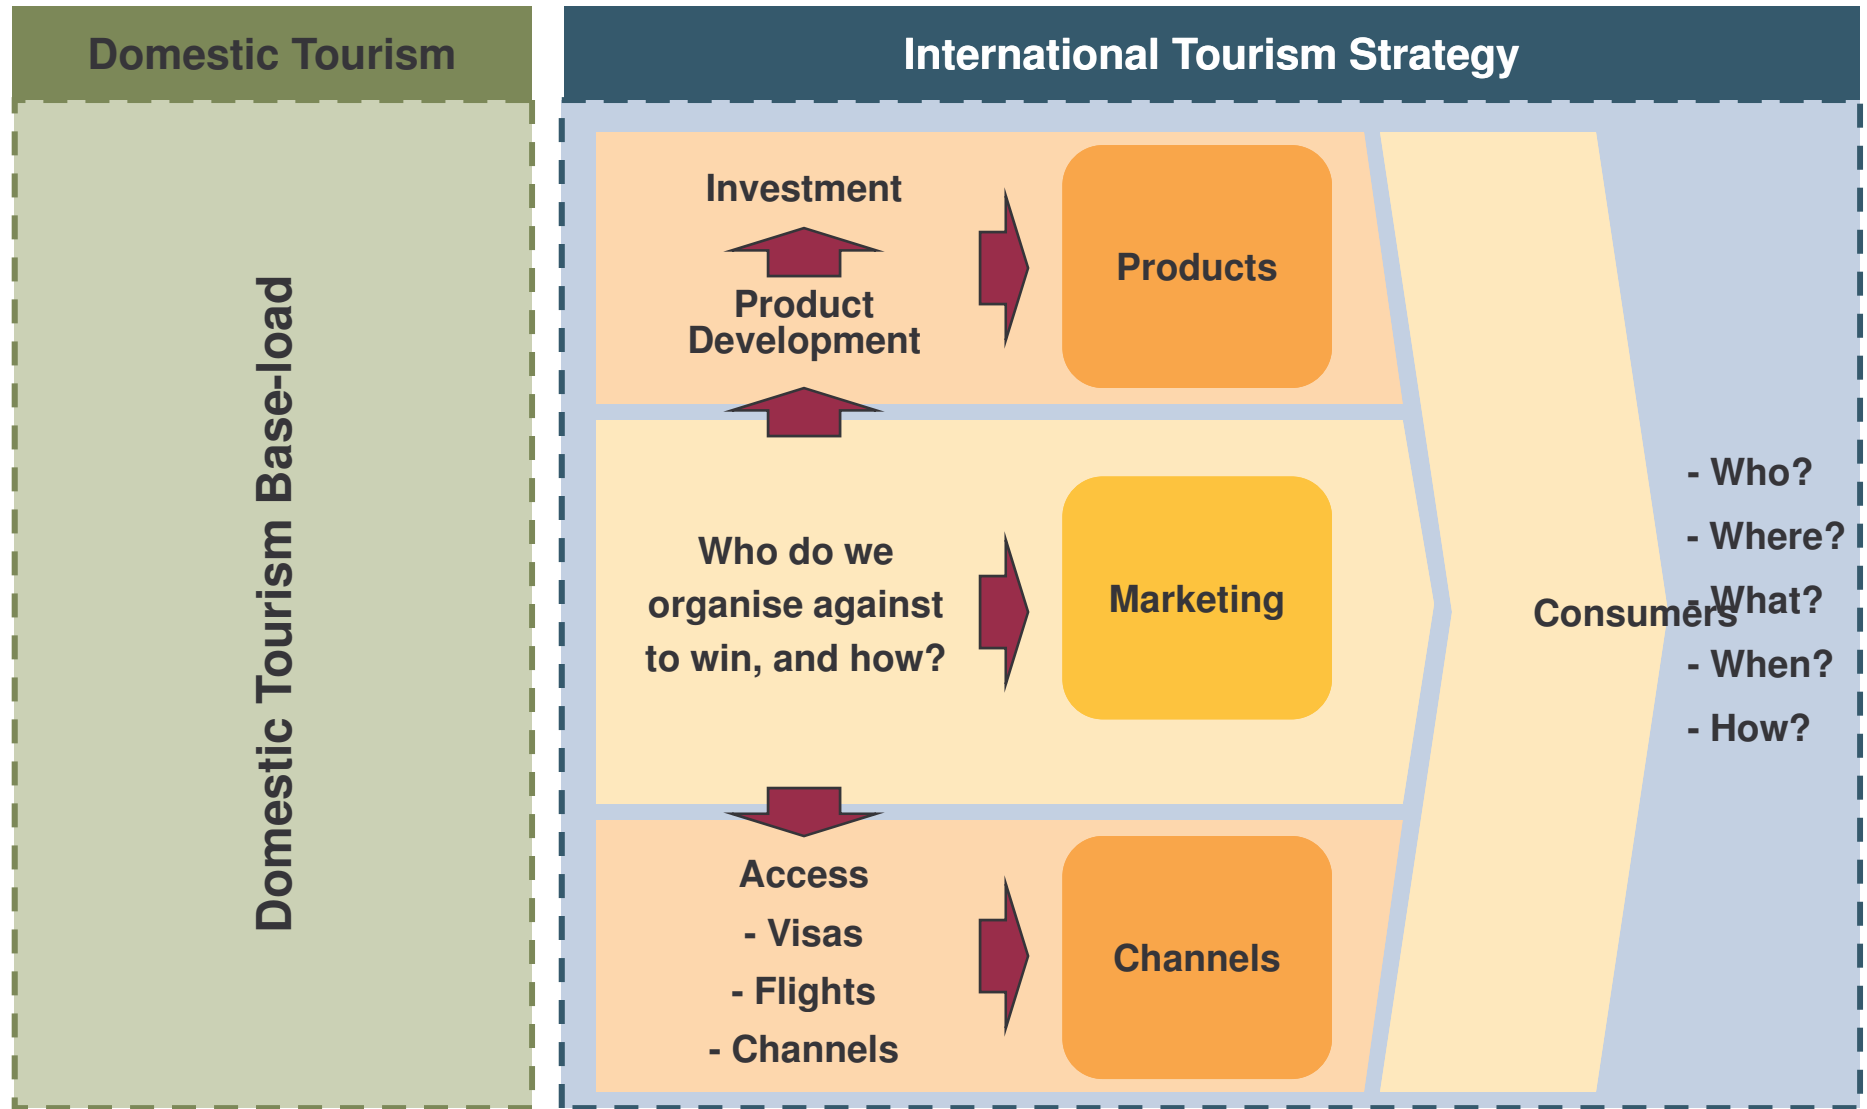 Domestic Tourism
International Tourism Strategy
Domestic Tourism Base-load
Investment
Product
Development
Products
Who do we
organise against
to win, and how?
Marketing
Access
- Visas
- Flights
- Channels
Channels
Consumers
- Who?
- Where?
- What?
- When?
- How?